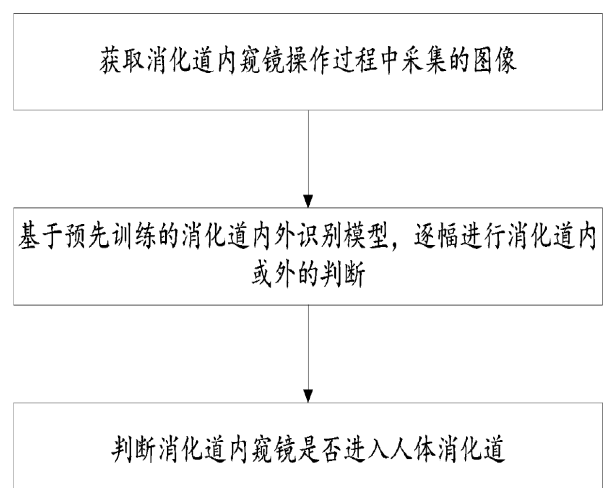 获取消化道内窥镜操作过程中采集的图像
基于预先训练的消化道内外识别模型，逐幅进行消化道内
或外的判断
判断消化道内窥镜是否进入人体消化道